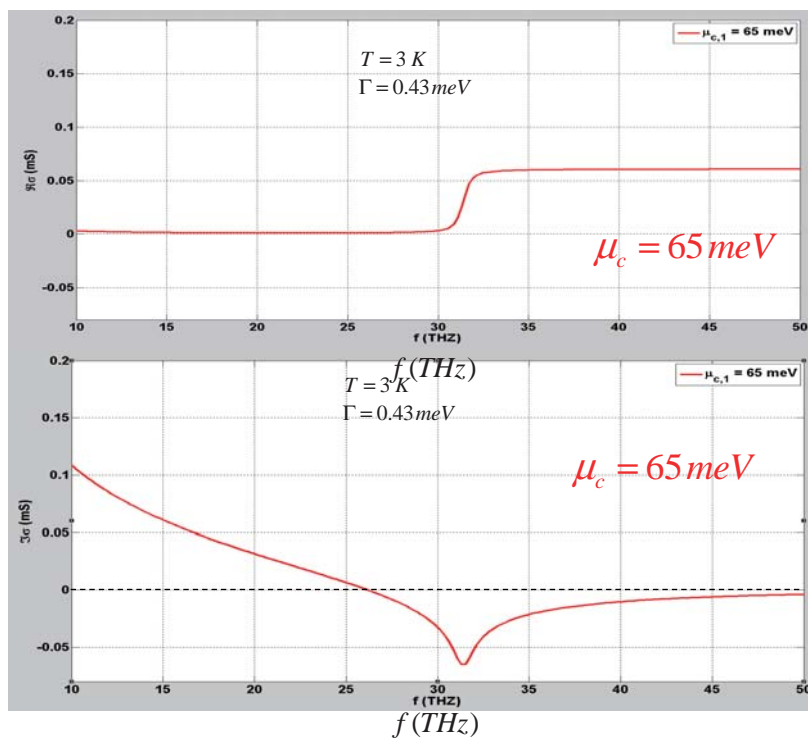 0.2
μc,1 = 65 meV
T = 3 K
Γ = 0.43 meV
0.15
0.1
ℜσ (mS)
0.05
0
μc = 65 meV
-0.05
10 15 20 25 30 35 40 45 50
f (THZ)
f (THz)
0.2
μc,1 = 65 meV
T = 3 K
Γ = 0.43 meV
0.15
0.1
μc = 65 meV
ℑσ (mS)
0.05
0
-0.05
10 15 20 25 30 35 40 45 50
f (THZ)
f (THz)